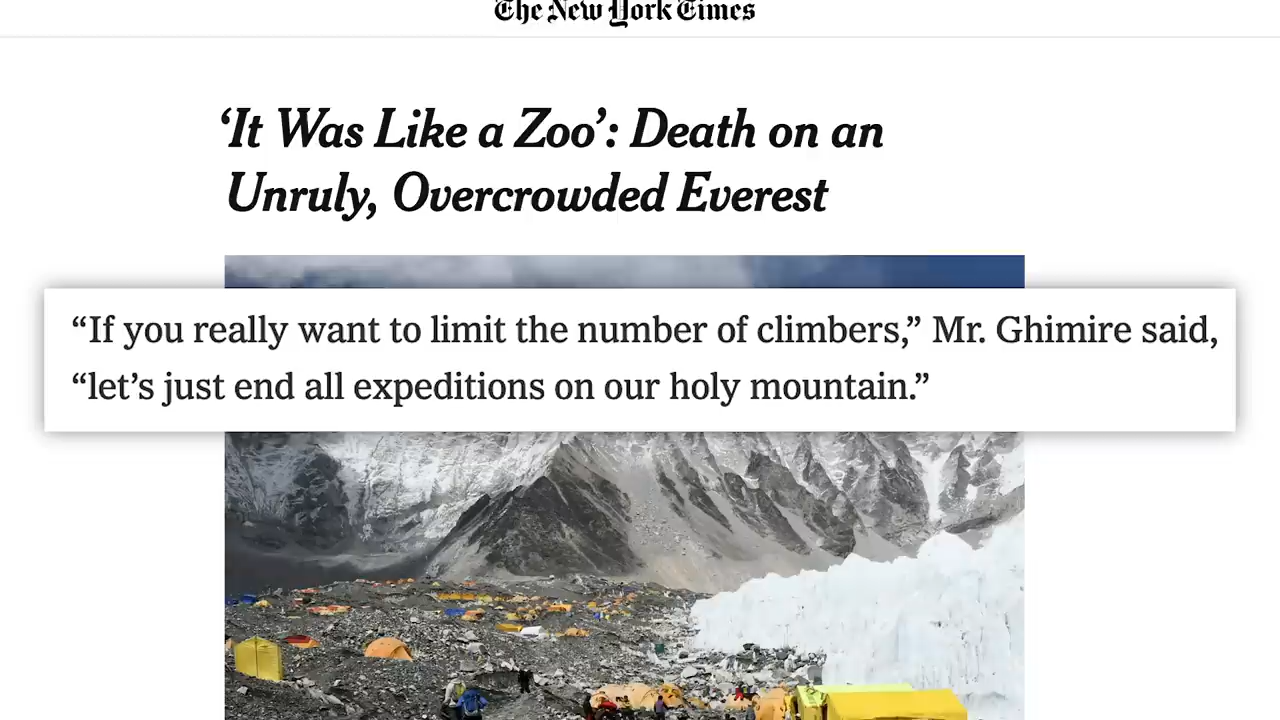 The New York Times
‘It Was Like a Zoo’: Death on an
Unruly, Overcrowded Everest
“If you really want to limit the number of climbers,” Mr. Ghimire said,
“let’s just end all expeditions on our holy mountain.”